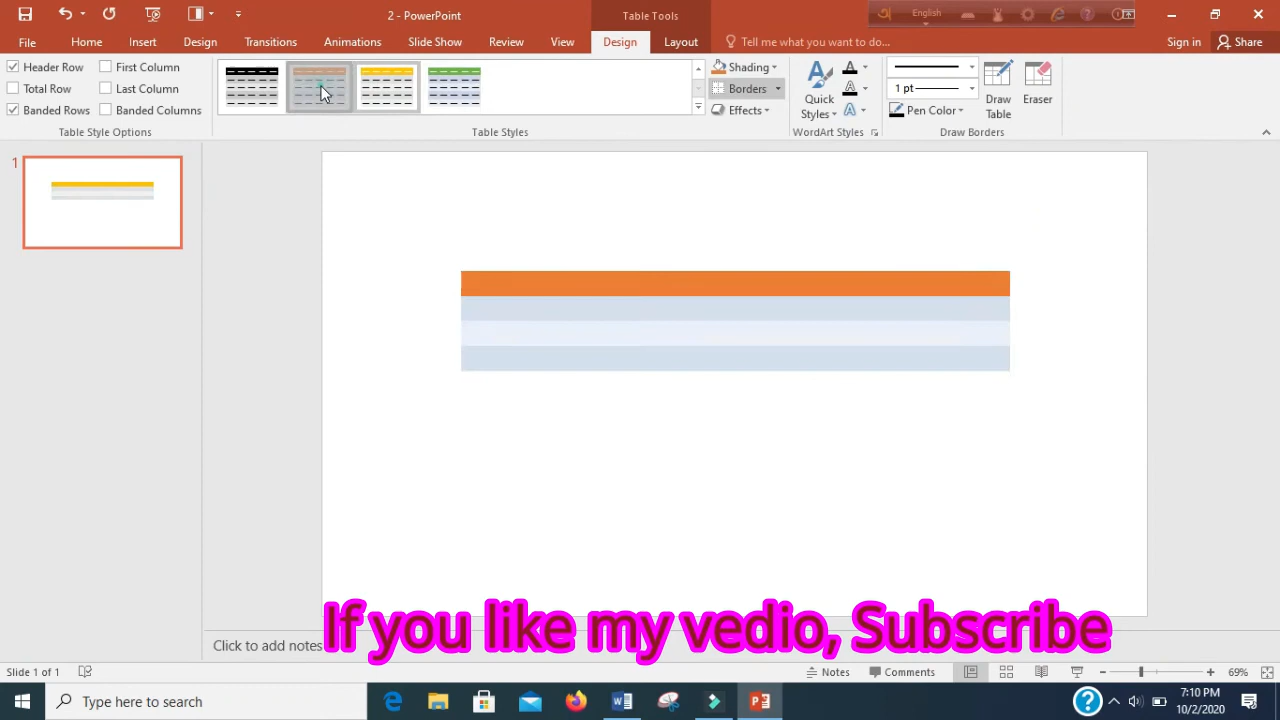 2 - PowerPoint
Table Tools
English
File
Home
Insert
Design
Transitions
Animations
Slide Show
Review
View
Design
Layout
Tell me what you want to do...
Sign in
Share
Header Row
First Column
Total Row
Last Column
Banded Rows
Banded Columns
Table Style Options
Table Styles
Shading
Borders
Effects
Quick
Styles
WordArt Styles
1 pt
Pen Color
Draw
Table
Eraser
Draw Borders
1
Click to add notes
If you like my vedio, Subscribe
Slide 1 of 1
Notes
Comments
69%
Type here to search
7:10 PM
10/2/2020